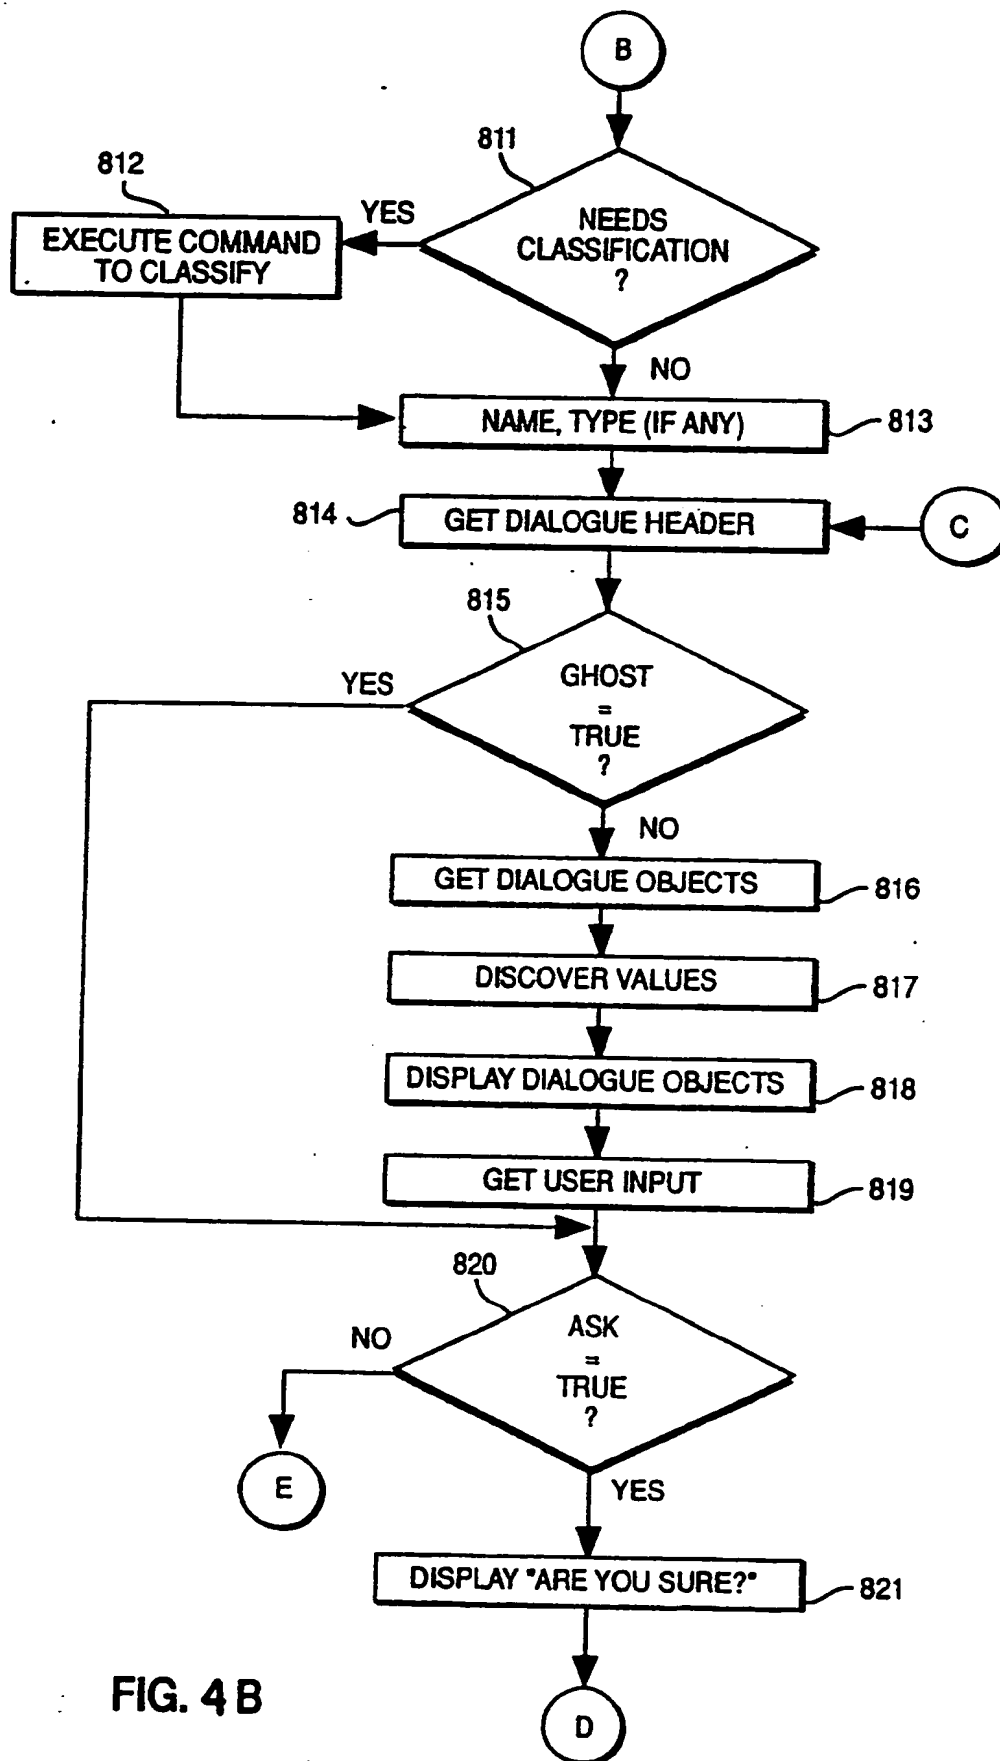 B
811
812
YES
NEEDS
CLASSIFICATION
?
EXECUTE COMMAND
TO CLASSIFY
NO
NAME, TYPE (IF ANY)
813
814
GET DIALOGUE HEADER
C
815
YES
GHOST
=
TRUE
?
NO
GET DIALOGUE OBJECTS
816
DISCOVER VALUES
817
DISPLAY DIALOGUE OBJECTS
818
GET USER INPUT
819
820
NO
ASK
=
TRUE
?
E
YES
DISPLAY "ARE YOU SURE?"
821
FIG. 4B
D